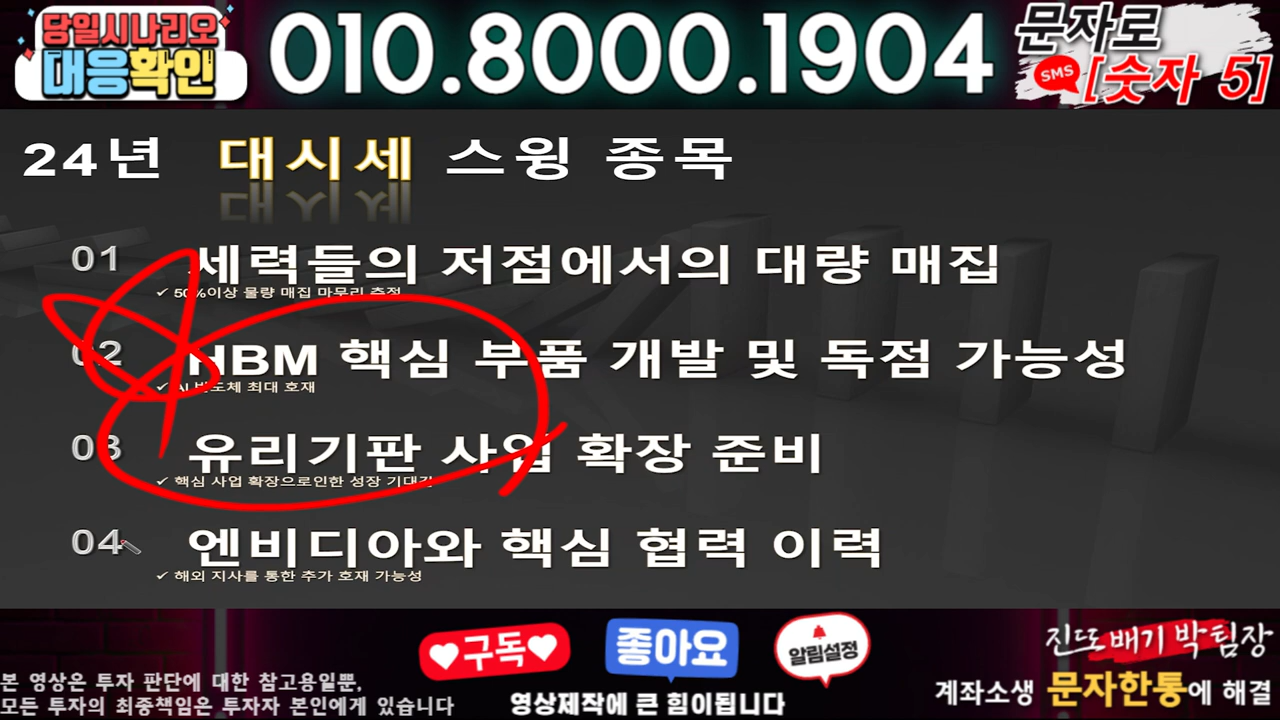 당일시나리오
대응확인
010.8000.1904
문자로
SMS [숫자 5]
24년 대시세 스윙 종목
01 세력들의 저점에서의 대량 매집
✓ 50%이상 물량 매집 마무리 추정
02 HBM 핵심 부품 개발 및 독점 가능성
✓ AI 반도체 최대 호재
03 유리기판 사업 확장 준비
✓ 핵심 사업 확장으로인한 성장 기대감
04 엔비디아와 핵심 협력 이력
✓ 해외 지사를 통한 추가 호재 가능성
구독
좋아요
알림설정
영상제작에 큰 힘이됩니다
본 영상은 투자 판단에 대한 참고용일뿐,
모든 투자의 최종책임은 투자자 본인에게 있습니다
진또배기 박팀장
계좌소생 문자한통에 해결